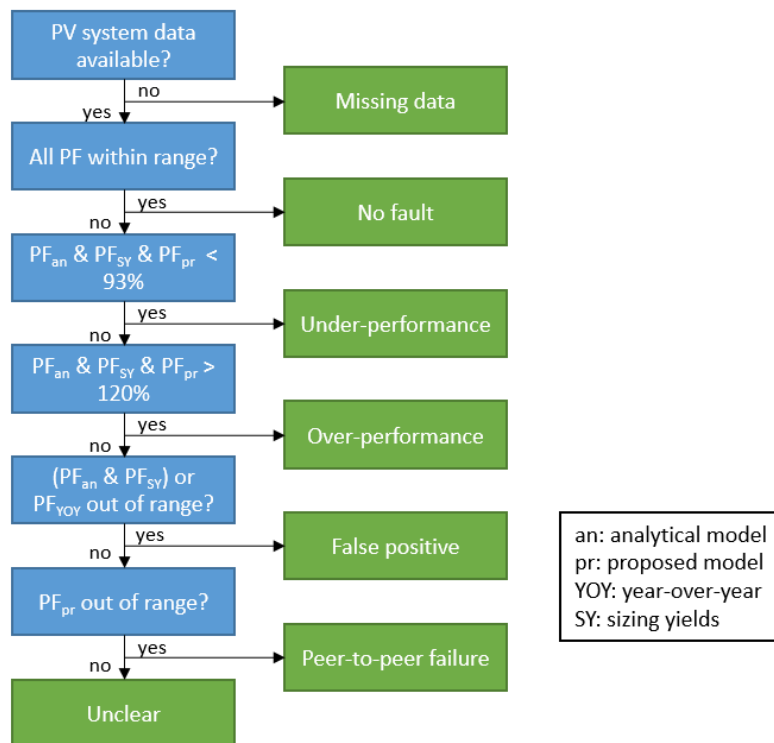 PV system data
available?
no
yes
Missing data
All PF within range?
yes
no
No fault
PFan & PFSY & PFpr <
93%
yes
no
Under-performance
PFan & PFSY & PFpr >
120%
yes
no
Over-performance
(PFan & PFSY) or
PFYOY out of range?
yes
no
False positive
an: analytical model
pr: proposed model
YOY: year-over-year
SY: sizing yields
PFpr out of range?
yes
no
Peer-to-peer failure
Unclear